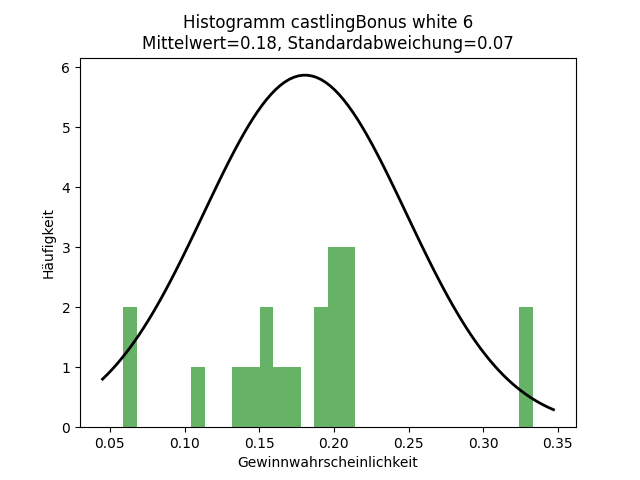 Histogramm castlingBonus white 6
Mittelwert=0.18, Standardabweichung=0.07
6
5
4
3
2
1
0
Häufigkeit
0.05 0.10 0.15 0.20 0.25 0.30 0.35
Gewinnwahrscheinlichkeit